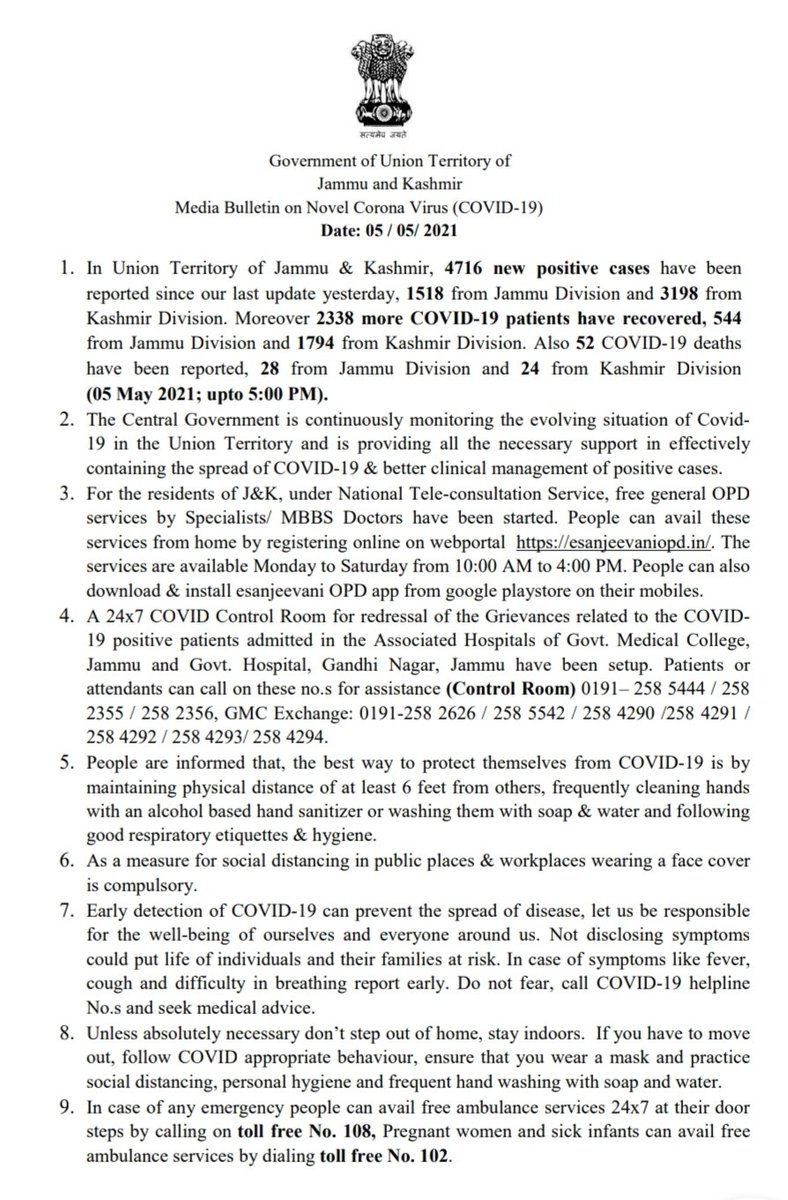 सत्यमेव जयते
Government of Union Territory of
Jammu and Kashmir
Media Bulletin on Novel Corona Virus (COVID-19)
Date: 05 / 05/ 2021
1. In Union Territory of Jammu & Kashmir, 4716 new positive cases have been
reported since our last update yesterday, 1518 from Jammu Division and 3198 from
Kashmir Division. Moreover 2338 more COVID-19 patients have recovered, 544
from Jammu Division and 1794 from Kashmir Division. Also 52 COVID-19 deaths
have been reported, 28 from Jammu Division and 24 from Kashmir Division
(05 May 2021; upto 5:00 PM).
2. The Central Government is continuously monitoring the evolving situation of Covid-
19 in the Union Territory and is providing all the necessary support in effectively
containing the spread of COVID-19 & better clinical management of positive cases.
3. For the residents of J&K, under National Tele-consultation Service, free general OPD
services by Specialists/ MBBS Doctors have been started. People can avail these
services from home by registering online on webportal https://esanjeevaniopd.in/. The
services are available Monday to Saturday from 10:00 AM to 4:00 PM. People can also
download & install esanjeevani OPD app from google playstore on their mobiles.
4. A 24x7 COVID Control Room for redressal of the Grievances related to the COVID-
19 positive patients admitted in the Associated Hospitals of Govt. Medical College,
Jammu and Govt. Hospital, Gandhi Nagar, Jammu have been setup. Patients or
attendants can call on these no.s for assistance (Control Room) 0191– 258 5444 / 258
2355 / 258 2356, GMC Exchange: 0191-258 2626 / 258 5542 / 258 4290 /258 4291 /
258 4292 / 258 4293/ 258 4294.
5. People are informed that, the best way to protect themselves from COVID-19 is by
maintaining physical distance of at least 6 feet from others, frequently cleaning hands
with an alcohol based hand sanitizer or washing them with soap & water and following
good respiratory etiquettes & hygiene.
6. As a measure for social distancing in public places & workplaces wearing a face cover
is compulsory.
7. Early detection of COVID-19 can prevent the spread of disease, let us be responsible
for the well-being of ourselves and everyone around us. Not disclosing symptoms
could put life of individuals and their families at risk. In case of symptoms like fever,
cough and difficulty in breathing report early. Do not fear, call COVID-19 helpline
No.s and seek medical advice.
8. Unless absolutely necessary don’t step out of home, stay indoors. If you have to move
out, follow COVID appropriate behaviour, ensure that you wear a mask and practice
social distancing, personal hygiene and frequent hand washing with soap and water.
9. In case of any emergency people can avail free ambulance services 24x7 at their door
steps by calling on toll free No. 108, Pregnant women and sick infants can avail free
ambulance services by dialing toll free No. 102.